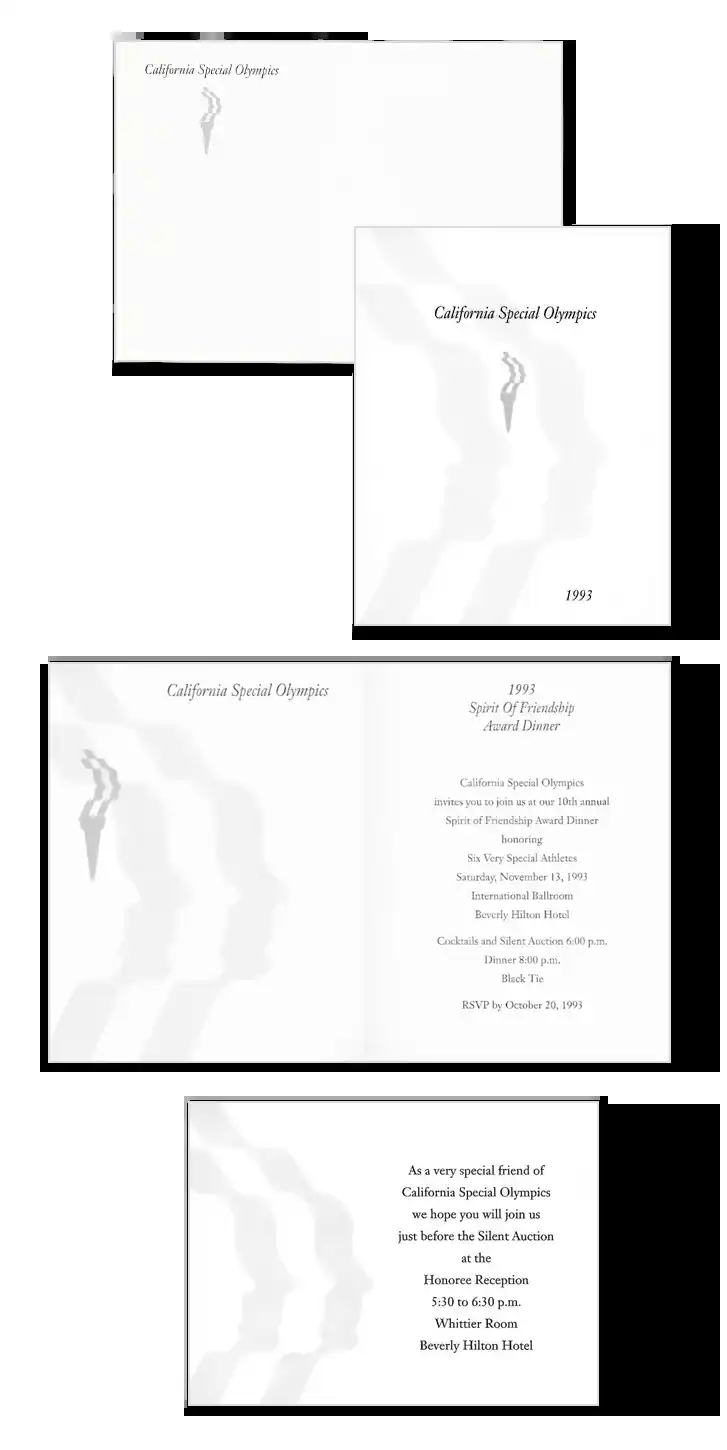 California Special Olympics
California Special Olympics
1993
California Special Olympics
1993
Spirit Of Friendship
Award Dinner
California Special Olympics
invites you to join us at our 10th annual
Spirit of Friendship Award Dinner
honoring
Six Very Special Athletes
Saturday, November 13, 1993
International Ballroom
Beverly Hilton Hotel
Cocktails and Silent Auction 6:00 p.m.
Dinner 8:00 p.m.
Black Tie
RSVP by October 20, 1993
As a very special friend of
California Special Olympics
we hope you will join us
just before the Silent Auction
at the
Honoree Reception
5:30 to 6:30 p.m.
Whittier Room
Beverly Hilton Hotel